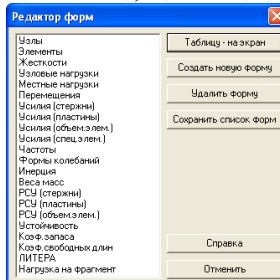 Редактор форм
Узлы
Элементы
Жесткости
Узловые нагрузки
Местные нагрузки
Перемещения
Усилия (стержни)
Усилия (пластины)
Усилия (объем.элем.)
Усилия (спец.элем.)
Частоты
Формы колебаний
Инерция
Веса масс
РСУ (стержни)
РСУ (пластины)
РСУ (объем.элем.)
Устойчивость
Коэф.запаса
Коэф.свободных длин
ЛИТЕРА
Нагрузка на фрагмент
Таблицу - на экран
Создать новую форму
Удалить форму
Сохранить список форм
Справка
Отменить